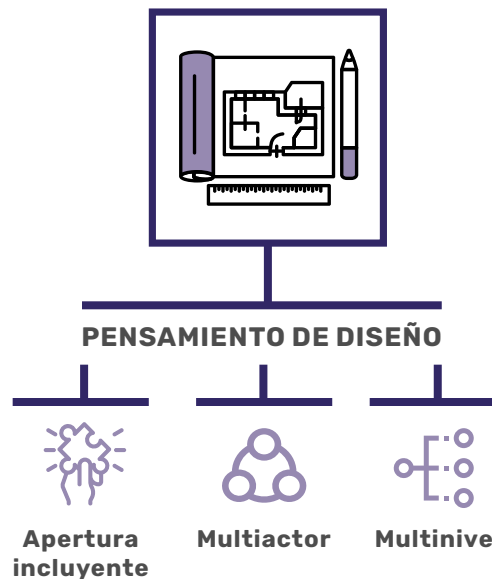 PENSAMIENTO DE DISEÑO
Apertura
incluyente
Multiactor
Multinive